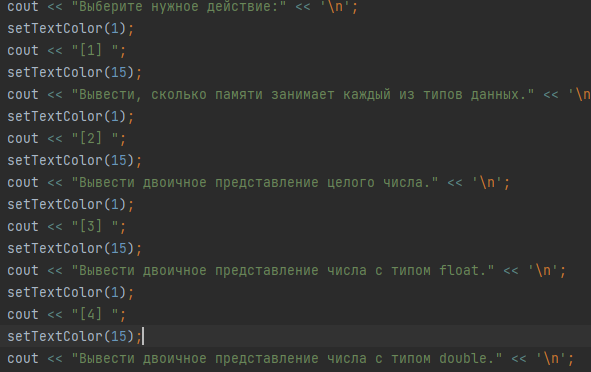 cout << "Выберите нужное действие:" << '\n';
setTextColor(1);
cout << "[1] ";
setTextColor(15);
cout << "Вывести, сколько памяти занимает каждый из типов данных." << '\n
setTextColor(1);
cout << "[2] ";
setTextColor(15);
cout << "Вывести двоичное представление целого числа." << '\n';
setTextColor(1);
cout << "[3] ";
setTextColor(15);
cout << "Вывести двоичное представление числа с типом float." << '\n';
setTextColor(1);
cout << "[4] ";
setTextColor(15);
cout << "Вывести двоичное представление числа с типом double." << '\n';